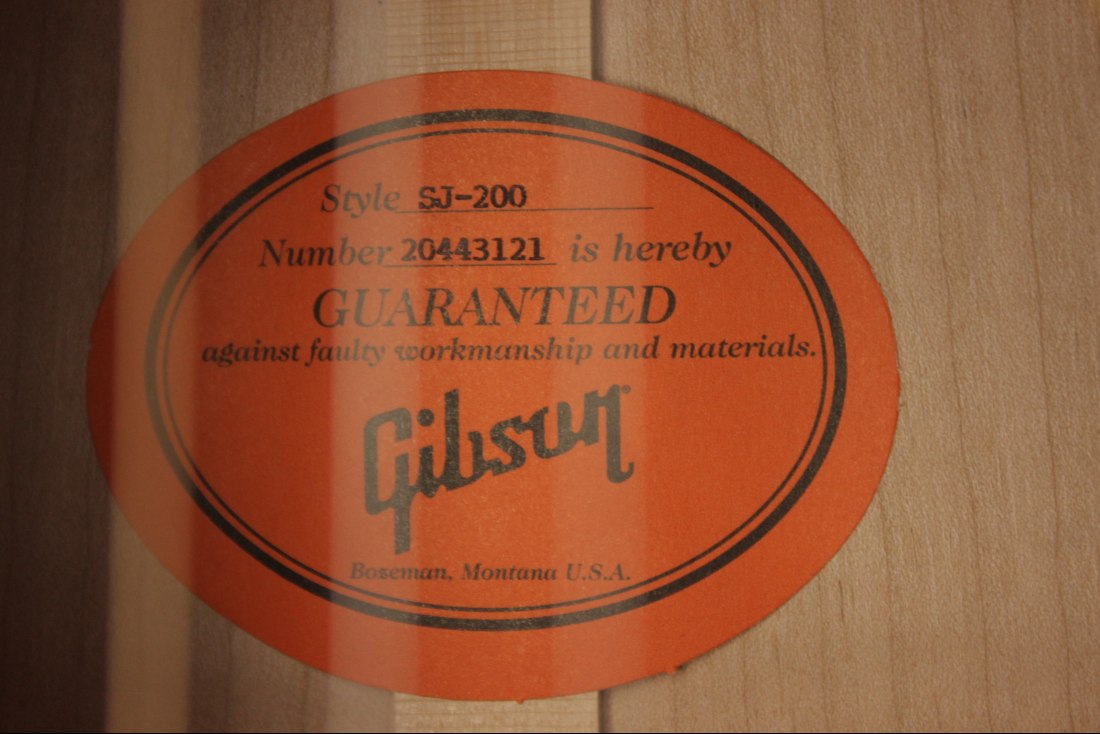 Style SJ-200
Number 20443121 is hereby
GUARANTEED
against faulty workmanship and materials.
Gibson
Bozeman, Montana U.S.A.